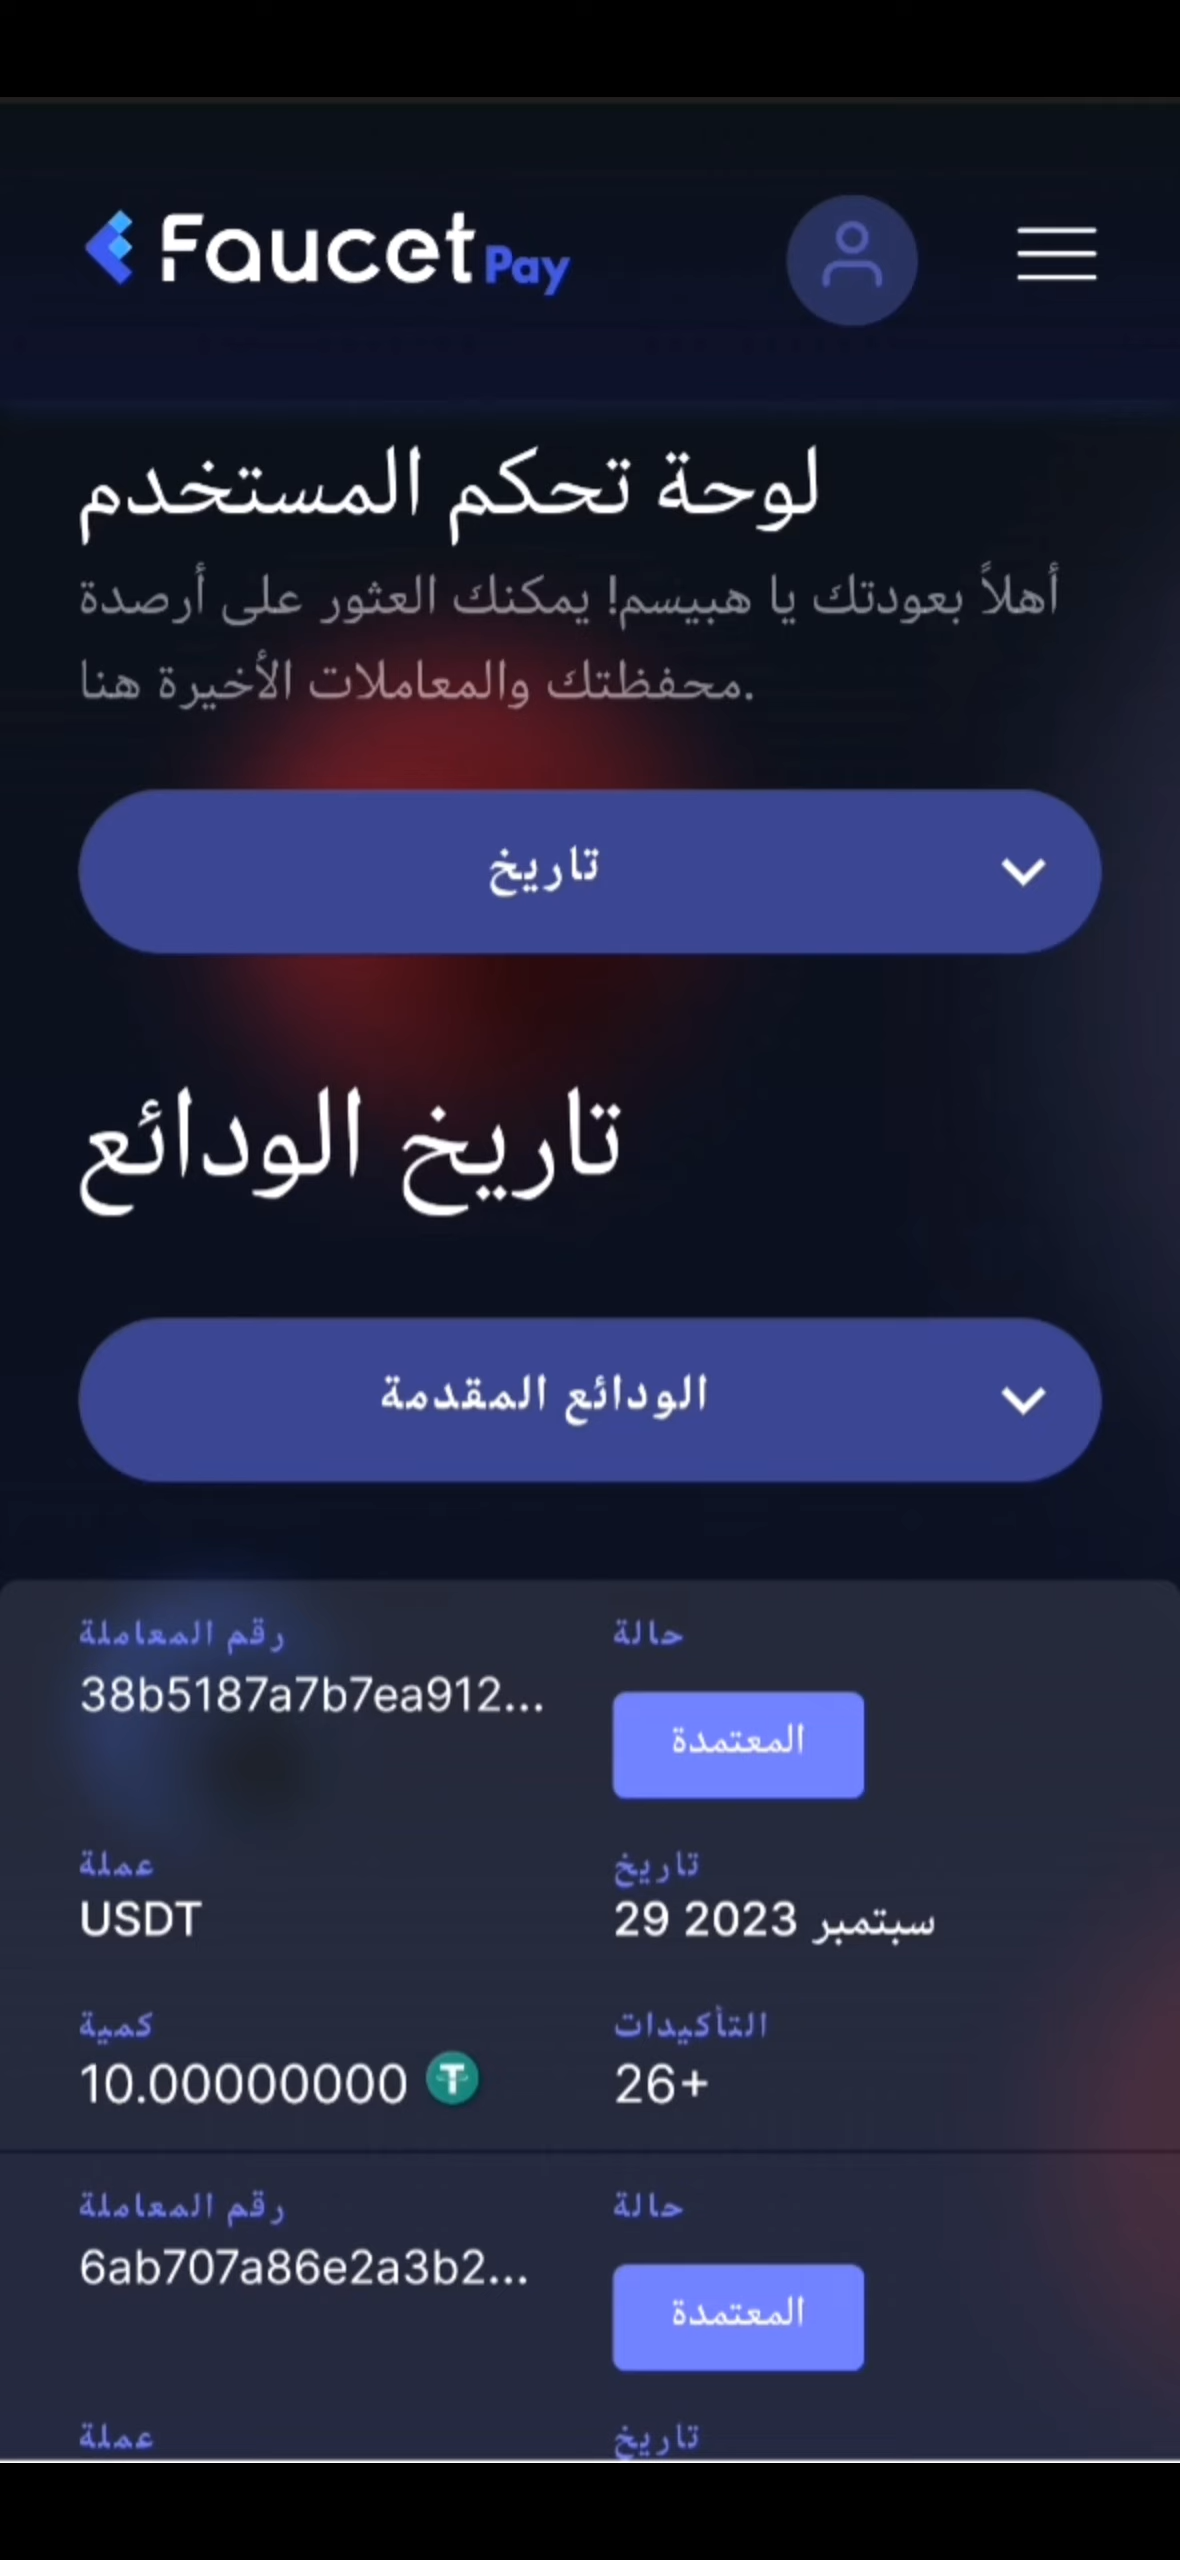 Faucet Pay
لوحة تحكم المستخدم
أهلاً بعودتك يا هبيسم! يمكنك العثور على أرصدة
محفظتك والمعاملات الأخيرة هنا.
تاريخ
تاريخ الودائع
الودائع المقدمة
رقم المعاملة حالة
38b5187a7b7ea912...
المعتمدة
عملة تاريخ
USDT 29 سبتمبر 2023
كمية التأكيدات
10.00000000 26+
رقم المعاملة حالة
6ab707a86e2a3b2...
المعتمدة
عملة تاريخ